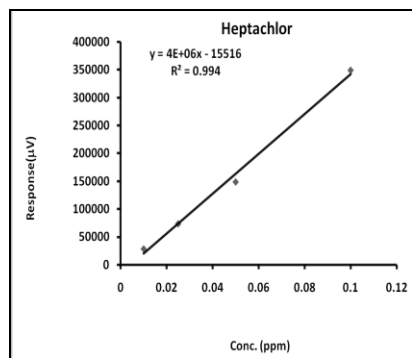 Heptachlor
y = 4E+06x - 15516
R² = 0.994
400000
350000
300000
250000
200000
150000
100000
50000
0
Response(µV)
0 0.02 0.04 0.06 0.08 0.1 0.12
Conc. (ppm)